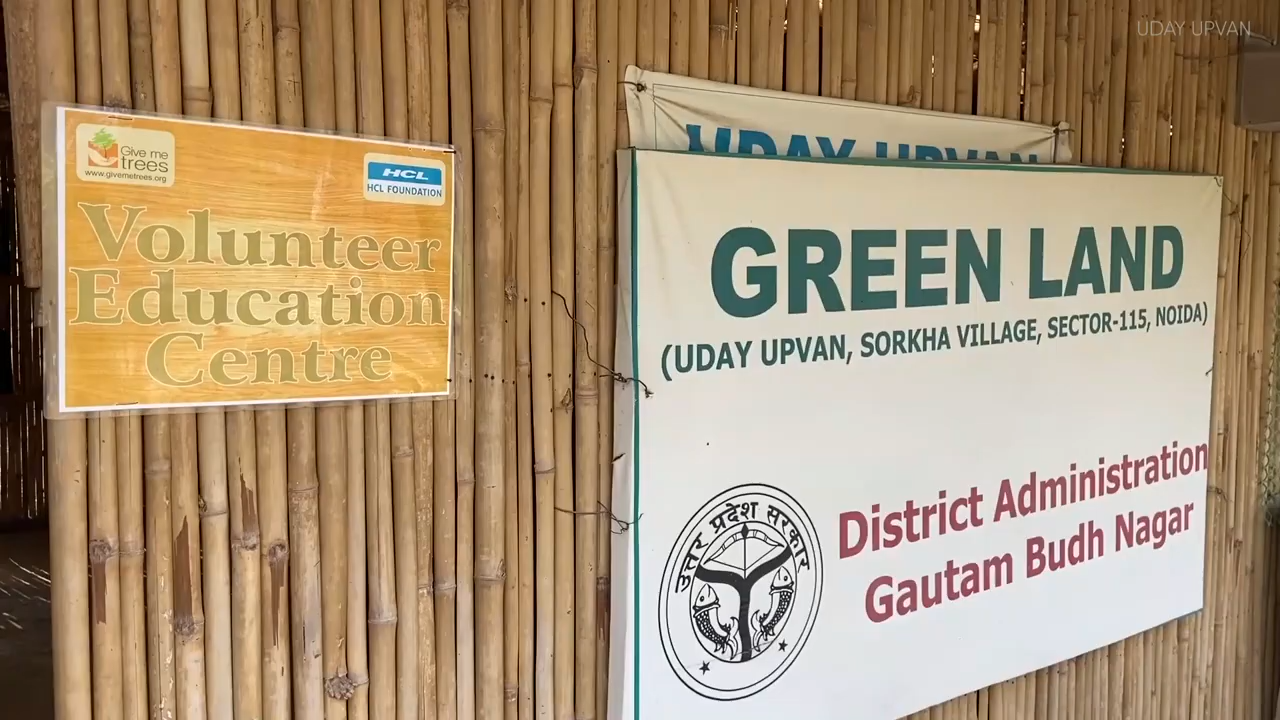 UDAY UPVAN
Give me
trees
www.givemetrees.org
HCL
HCL FOUNDATION
Volunteer
Education
Centre
UDAY UPVAN
GREEN LAND
(UDAY UPVAN, SORKHA VILLAGE, SECTOR-115, NOIDA)
District Administration
Gautam Budh Nagar
उत्तर प्रदेश सरकार